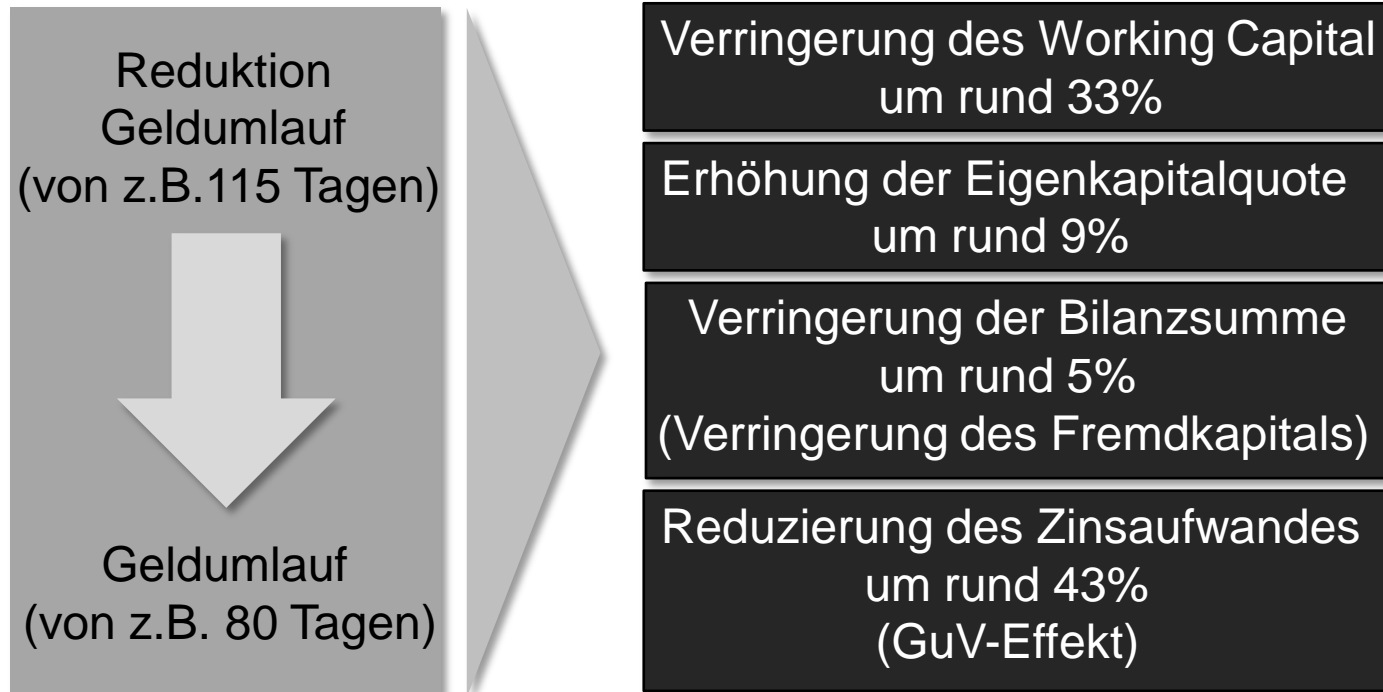 Reduktion
Geldumlauf
(von z.B.115 Tagen)
Geldumlauf
(von z.B. 80 Tagen)
Verringerung des Working Capital
um rund 33%
Erhöhung der Eigenkapitalquote
um rund 9%
Verringerung der Bilanzsumme
um rund 5%
(Verringerung des Fremdkapitals)
Reduzierung des Zinsaufwandes
um rund 43%
(GuV-Effekt)